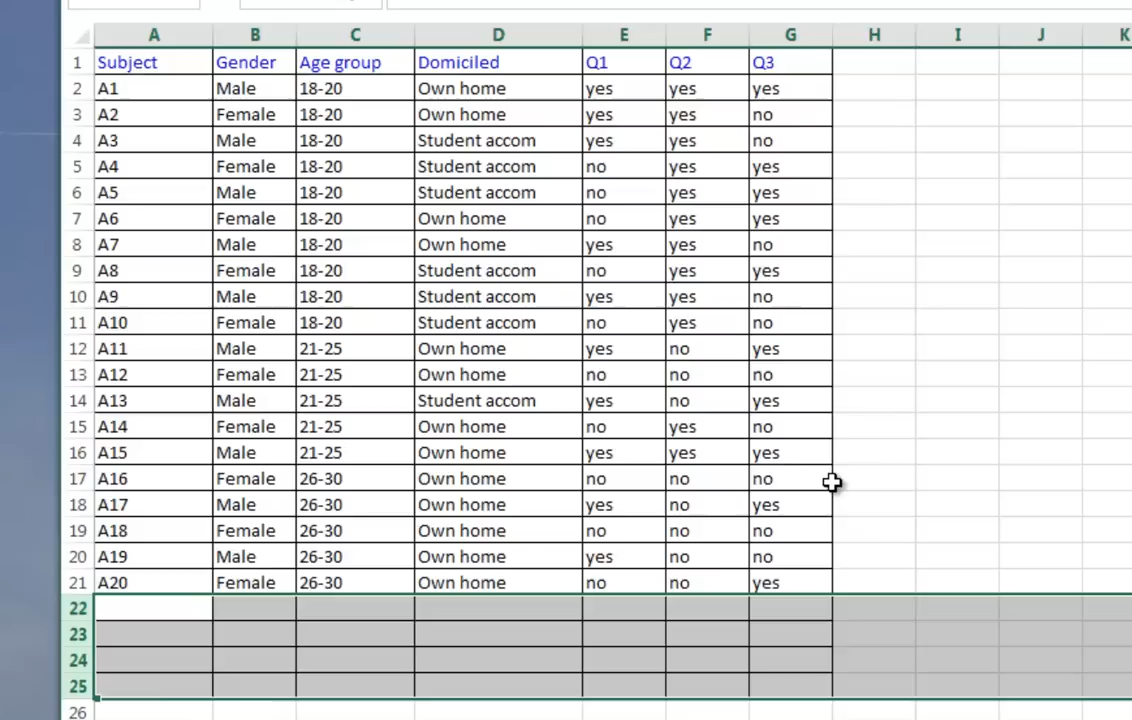 A B C D E F G H I J K
1 Subject Gender Age group Domiciled Q1 Q2 Q3
2 A1 Male 18-20 Own home yes yes yes
3 A2 Female 18-20 Own home yes yes no
4 A3 Male 18-20 Student accom yes yes no
5 A4 Female 18-20 Student accom no yes yes
6 A5 Male 18-20 Student accom no yes yes
7 A6 Female 18-20 Own home no yes yes
8 A7 Male 18-20 Own home yes yes no
9 A8 Female 18-20 Student accom no yes yes
10 A9 Male 18-20 Student accom yes yes no
11 A10 Female 18-20 Student accom no yes no
12 A11 Male 21-25 Own home yes no yes
13 A12 Female 21-25 Own home no no no
14 A13 Male 21-25 Student accom yes no yes
15 A14 Female 21-25 Own home no yes no
16 A15 Male 21-25 Own home yes yes yes
17 A16 Female 26-30 Own home no no no
18 A17 Male 26-30 Own home yes no yes
19 A18 Female 26-30 Own home no no no
20 A19 Male 26-30 Own home yes no no
21 A20 Female 26-30 Own home no no yes
22
23
24
25
26